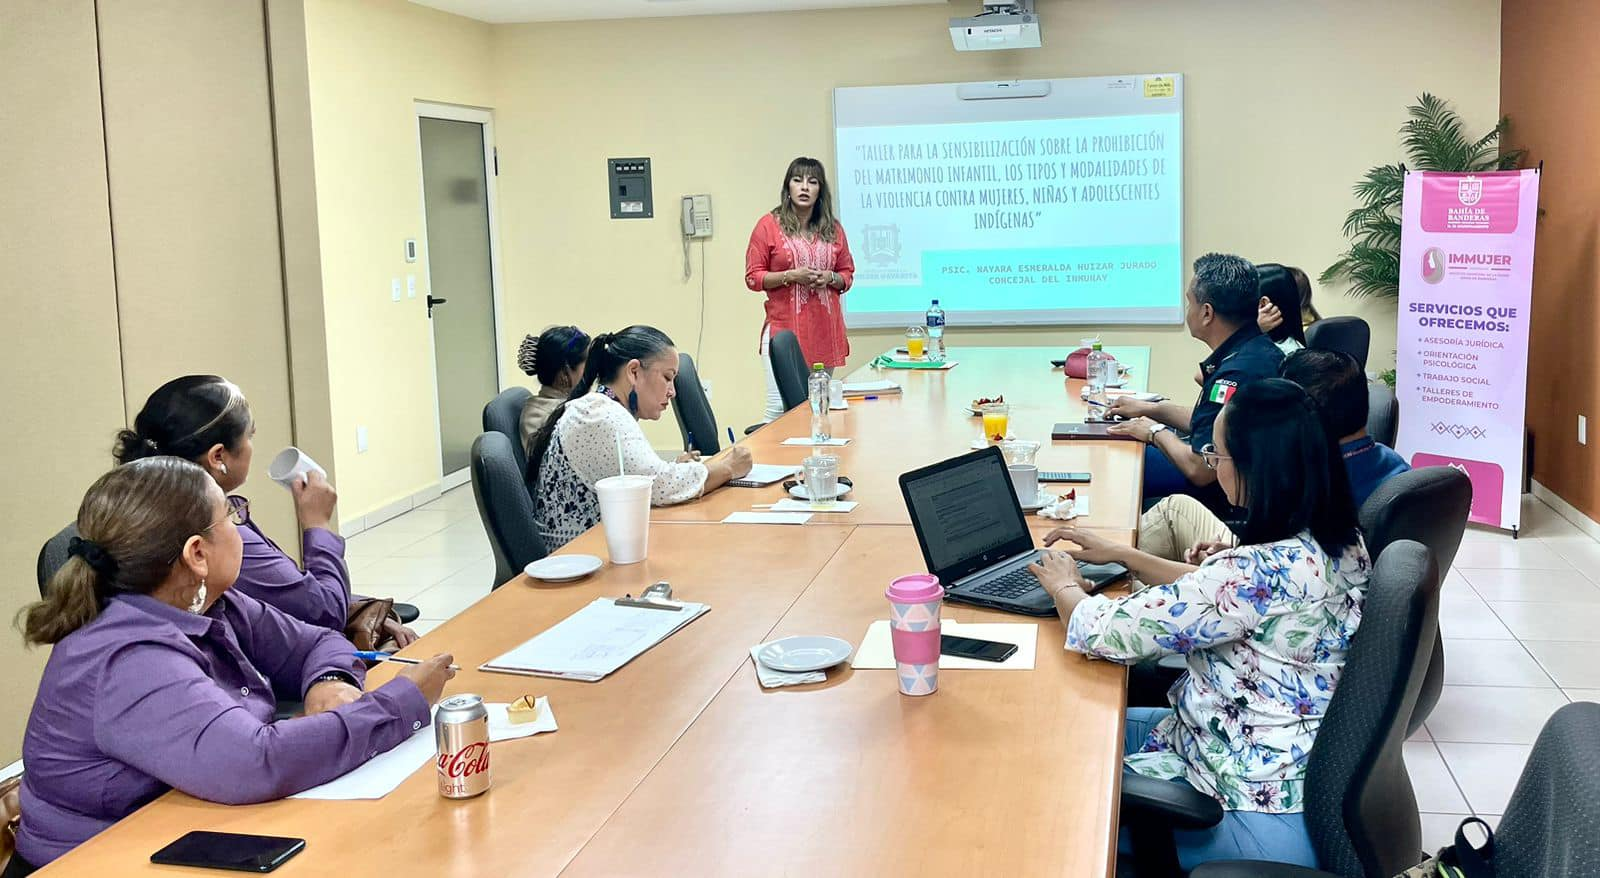 HITACHI
"TALLER PARA LA SENSIBILIZACIÓN SOBRE LA PROHIBICIÓN
DEL MATRIMONIO INFANTIL, LOS TIPOS Y MODALIDADES DE
LA VIOLENCIA CONTRA MUJERES, NIÑAS Y ADOLESCENTES
INDÍGENAS"
PSIC. NAYARA ESMERALDA HUIZAR JURADO
CONCEJAL DEL INMUNAY
BAHÍA DE
BANDERAS
IMMUJER
SERVICIOS QUE
OFRECEMOS:
+ ASESORÍA JURÍDICA
+ ORIENTACIÓN
PSICOLÓGICA
+ TRABAJO SOCIAL
+ TALLERES DE
EMPODERAMIENTO
MÉXICO
a-Cola
light